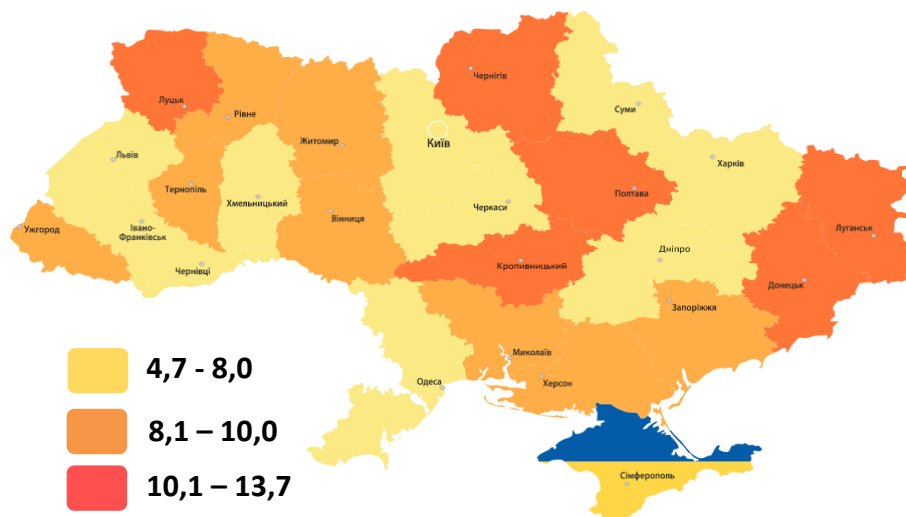 Чернігів
Луцьк
Рівне
Суми
Житомир
Київ
Львів
Харків
Тернопіль
Полтава
Хмельницький
Черкаси
Вінниця
Ужгород
Івано-
Франківськ
Луганськ
Дніпро
Чернівці
Кропивницький
Донецьк
Запоріжжя
Миколаїв
4,7 - 8,0
Одеса
Херсон
8,1 – 10,0
Сімферополь
10,1 – 13,7